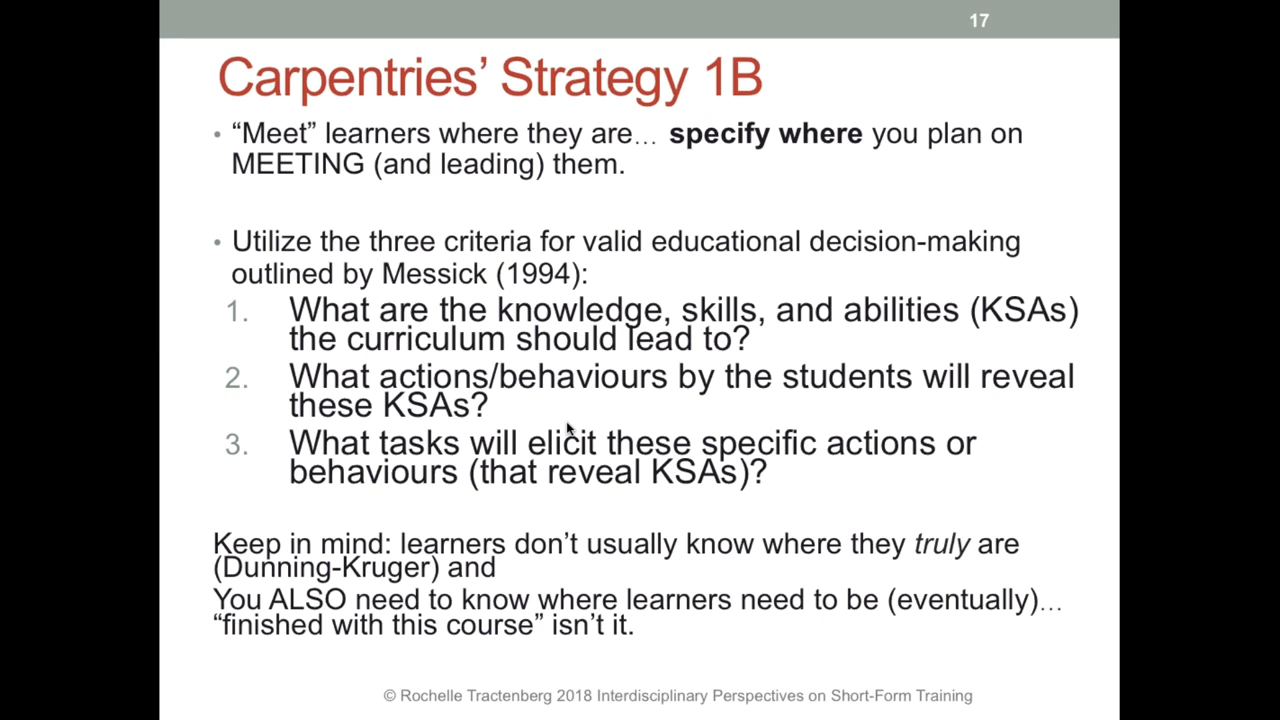 17
Carpentries’ Strategy 1B
• “Meet” learners where they are… specify where you plan on
MEETING (and leading) them.
• Utilize the three criteria for valid educational decision-making
outlined by Messick (1994):
1. What are the knowledge, skills, and abilities (KSAs)
the curriculum should lead to?
2. What actions/behaviours by the students will reveal
these KSAs?
3. What tasks will elicit these specific actions or
behaviours (that reveal KSAs)?
Keep in mind: learners don’t usually know where they truly are
(Dunning-Kruger) and
You ALSO need to know where learners need to be (eventually)…
“finished with this course” isn’t it.
© Rochelle Tractenberg 2018 Interdisciplinary Perspectives on Short-Form Training